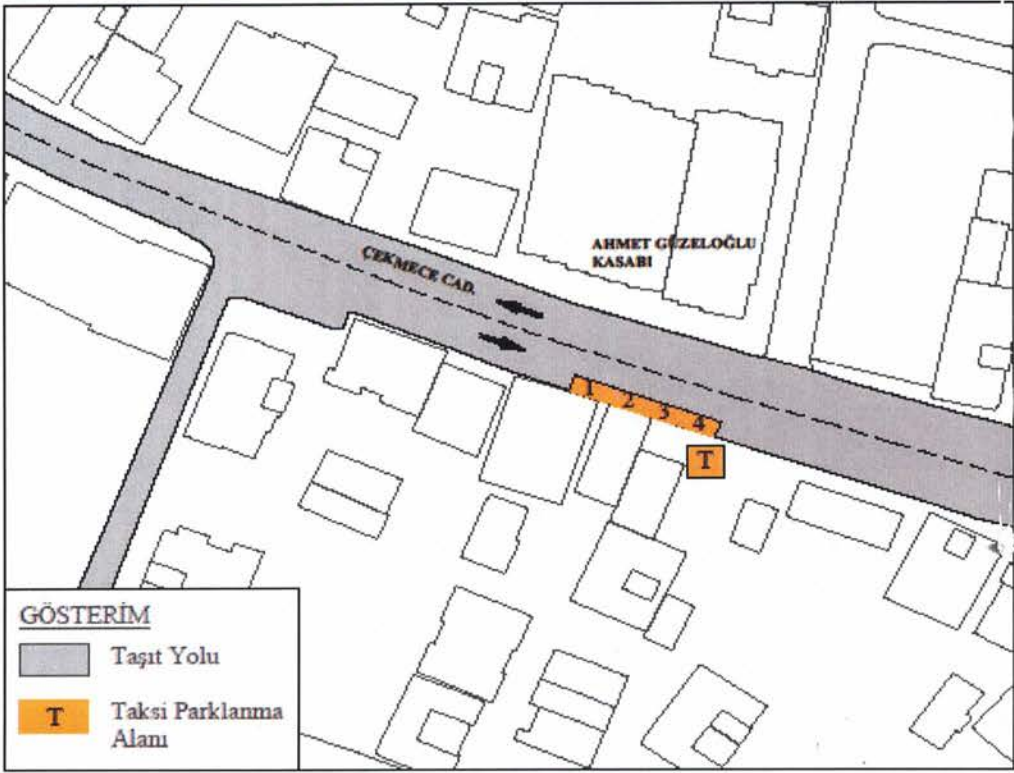 ÇEKMECE CAD.
AHMET GÜZELOĞLU
KASABI
1
2
3
4
T
GÖSTERİM
Taşıt Yolu
T Taksi Parklanma
Alanı